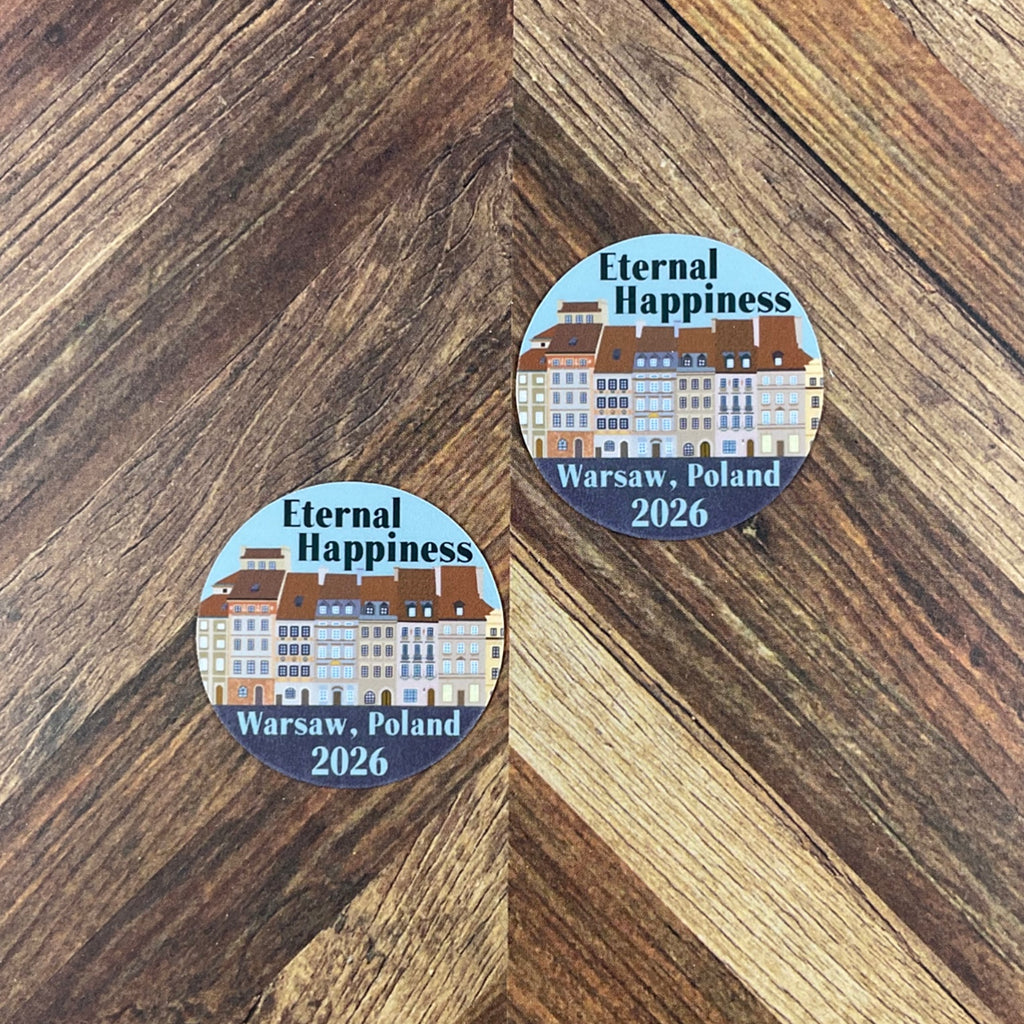 Eternal
Happiness
Warsaw, Poland
2026
Eternal
Happiness
Warsaw, Poland
2026